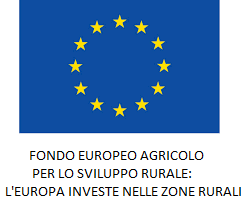 FONDO EUROPEO AGRICOLO
PER LO SVILUPPO RURALE:
L'EUROPA INVESTE NELLE ZONE RURALI